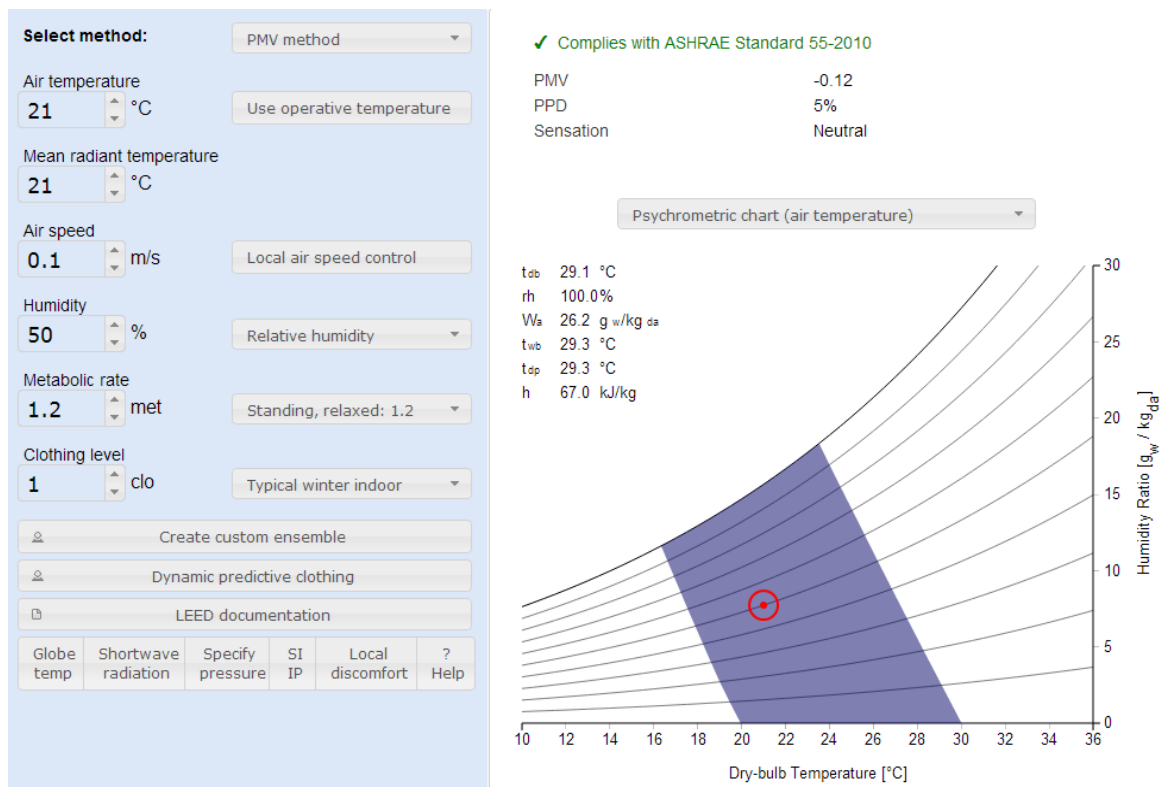 Select method:
PMV method
Air temperature
21 °C
Use operative temperature
Mean radiant temperature
21 °C
Air speed
0.1 m/s
Local air speed control
Humidity
50 %
Relative humidity
Metabolic rate
1.2 met
Standing, relaxed: 1.2
Clothing level
1 clo
Typical winter indoor
Create custom ensemble
Dynamic predictive clothing
LEED documentation
Globe temp
Shortwave radiation
Specify pressure
SI IP
Local discomfort
? Help
✓ Complies with ASHRAE Standard 55-2010
PMV -0.12
PPD 5%
Sensation Neutral
Psychrometric chart (air temperature)
tdb 29.1 °C
rh 100.0%
Wa 26.2 g w/kg da
twb 29.3 °C
tdp 29.3 °C
h 67.0 kJ/kg
30
25
20
15
10
5
0
Humidity Ratio [gw / kgda]
10 12 14 16 18 20 22 24 26 28 30 32 34 36
Dry-bulb Temperature [°C]